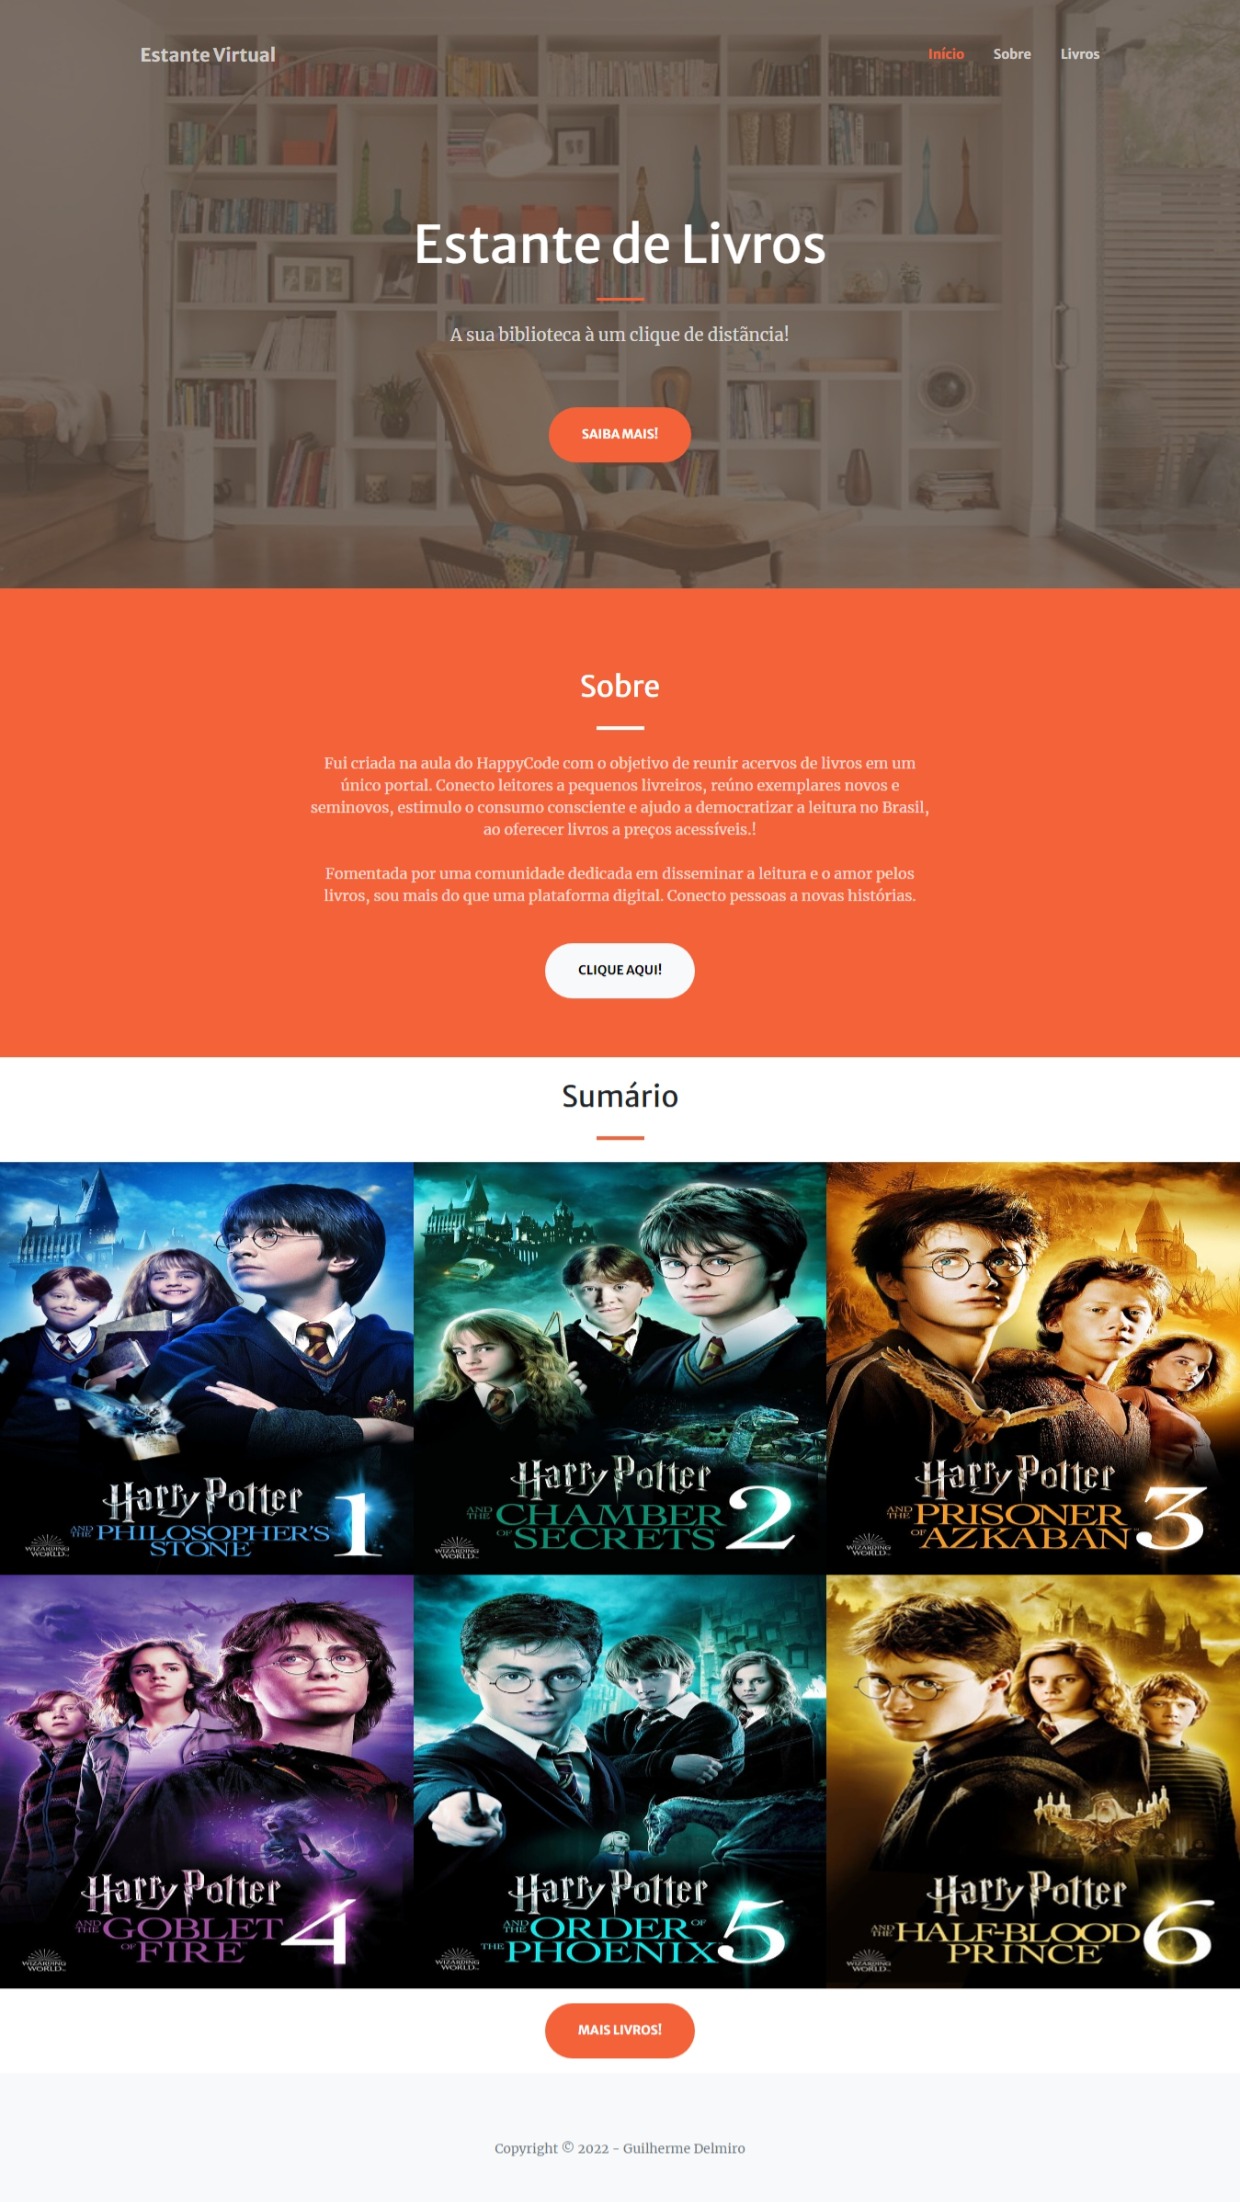 Estante Virtual
Início
Sobre
Livros
Estante de Livros
A sua biblioteca à um clique de distãncia!
SAIBA MAIS!
Sobre
Fui criada na aula do HappyCode com o objetivo de reunir acervos de livros em um
único portal. Conecto leitores a pequenos livreiros, reúno exemplares novos e
seminovos, estimulo o consumo consciente e ajudo a democratizar a leitura no Brasil,
ao oferecer livros a preços acessíveis.!
Fomentada por uma comunidade dedicada em disseminar a leitura e o amor pelos
livros, sou mais do que uma plataforma digital. Conecto pessoas a novas histórias.
CLIQUE AQUI!
Sumário
Harry Potter
AND THE PHILOSOPHER'S
STONE
1
WIZARDING
WORLD
Harry Potter
AND THE CHAMBER
OF SECRETS
2
WIZARDING
WORLD
Harry Potter
AND THE PRISONER
OF AZKABAN
3
WIZARDING
WORLD
Harry Potter
AND THE GOBLET
OF FIRE
4
WIZARDING
WORLD
Harry Potter
AND THE ORDER OF
THE PHOENIX
5
WIZARDING
WORLD
Harry Potter
AND THE HALF-BLOOD
PRINCE
6
WIZARDING
WORLD
MAIS LIVROS!
Copyright © 2022 - Guilherme Delmiro